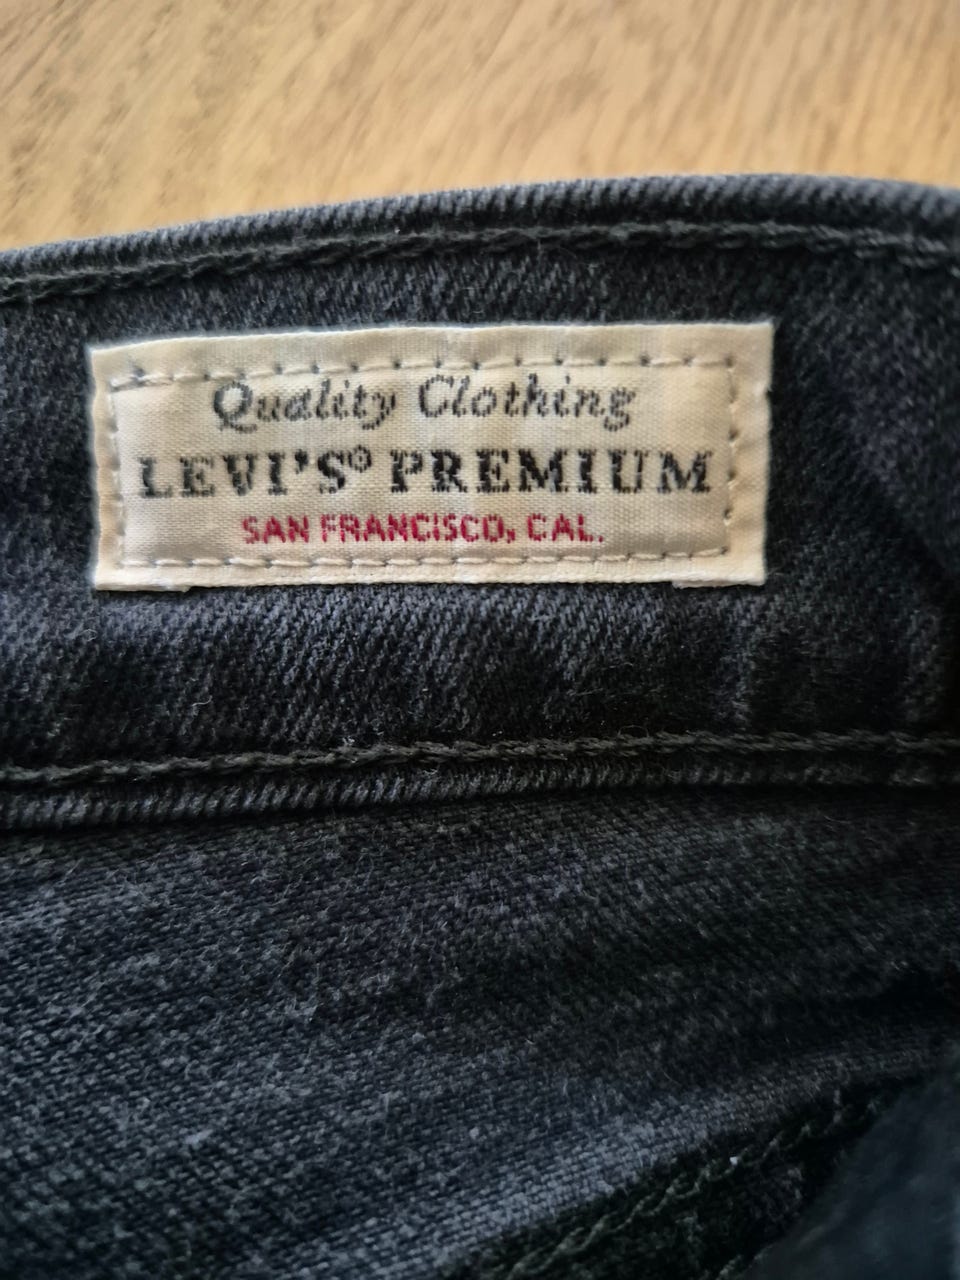 Quality Clothing
LEVI'S® PREMIUM
SAN FRANCISCO, CAL.